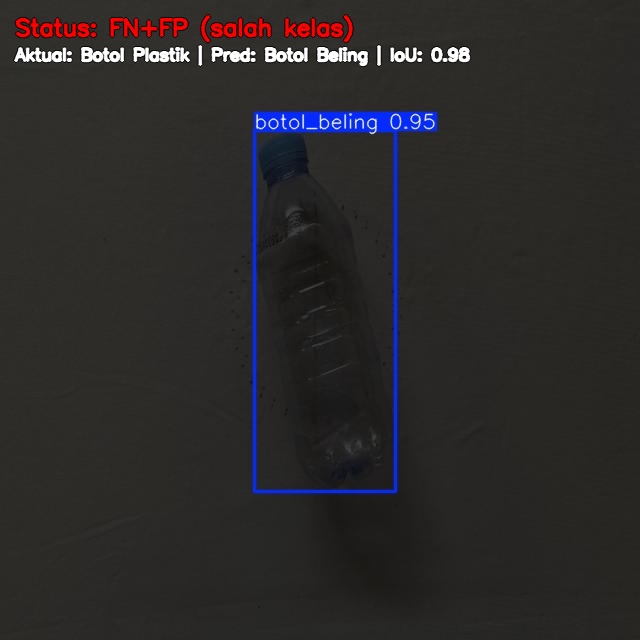 Status: FN+FP (salah kelas)
Aktual: Botol Plastik | Pred: Botol Beling | IoU: 0.98
botol_beling 0.95